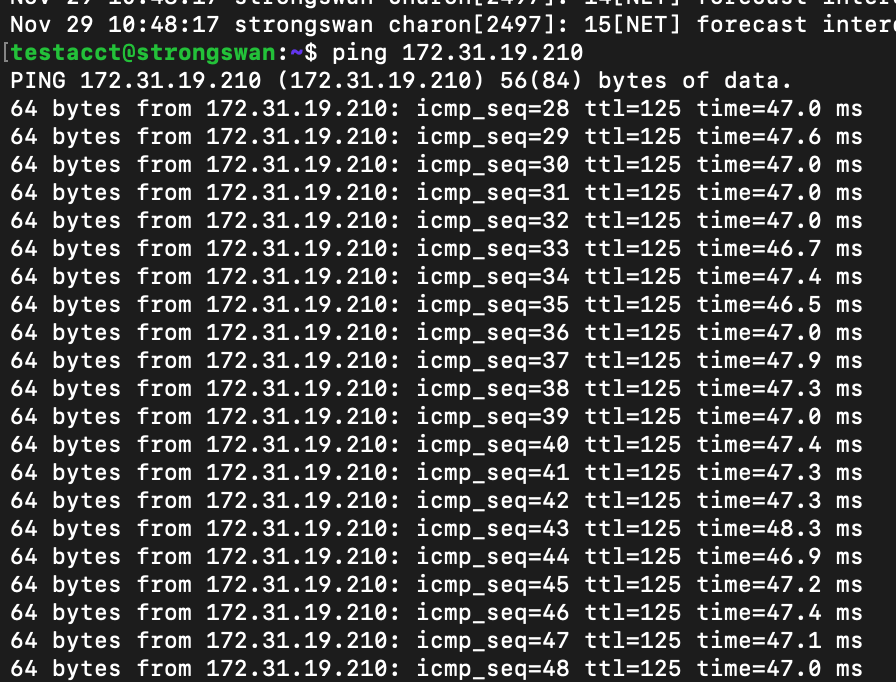 Nov 29 10:48:17 strongswan charon[2497]: 14[NET] forecast inter
Nov 29 10:48:17 strongswan charon[2497]: 15[NET] forecast inter
[testacct@strongswan:~$ ping 172.31.19.210
PING 172.31.19.210 (172.31.19.210) 56(84) bytes of data.
64 bytes from 172.31.19.210: icmp_seq=28 ttl=125 time=47.0 ms
64 bytes from 172.31.19.210: icmp_seq=29 ttl=125 time=47.6 ms
64 bytes from 172.31.19.210: icmp_seq=30 ttl=125 time=47.0 ms
64 bytes from 172.31.19.210: icmp_seq=31 ttl=125 time=47.0 ms
64 bytes from 172.31.19.210: icmp_seq=32 ttl=125 time=47.0 ms
64 bytes from 172.31.19.210: icmp_seq=33 ttl=125 time=46.7 ms
64 bytes from 172.31.19.210: icmp_seq=34 ttl=125 time=47.4 ms
64 bytes from 172.31.19.210: icmp_seq=35 ttl=125 time=46.5 ms
64 bytes from 172.31.19.210: icmp_seq=36 ttl=125 time=47.0 ms
64 bytes from 172.31.19.210: icmp_seq=37 ttl=125 time=47.9 ms
64 bytes from 172.31.19.210: icmp_seq=38 ttl=125 time=47.3 ms
64 bytes from 172.31.19.210: icmp_seq=39 ttl=125 time=47.0 ms
64 bytes from 172.31.19.210: icmp_seq=40 ttl=125 time=47.4 ms
64 bytes from 172.31.19.210: icmp_seq=41 ttl=125 time=47.3 ms
64 bytes from 172.31.19.210: icmp_seq=42 ttl=125 time=47.3 ms
64 bytes from 172.31.19.210: icmp_seq=43 ttl=125 time=48.3 ms
64 bytes from 172.31.19.210: icmp_seq=44 ttl=125 time=46.9 ms
64 bytes from 172.31.19.210: icmp_seq=45 ttl=125 time=47.2 ms
64 bytes from 172.31.19.210: icmp_seq=46 ttl=125 time=47.4 ms
64 bytes from 172.31.19.210: icmp_seq=47 ttl=125 time=47.1 ms
64 bytes from 172.31.19.210: icmp_seq=48 ttl=125 time=47.0 ms